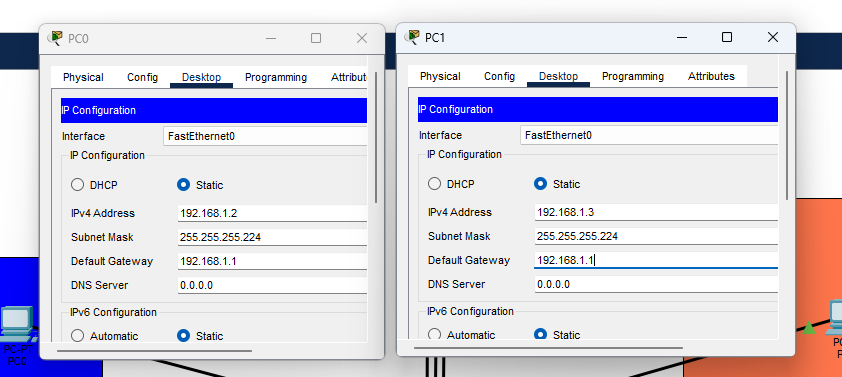 PC0
Physical Config Desktop Programming Attribut
IP Configuration
Interface FastEthernet0
IP Configuration
DHCP Static
IPv4 Address 192.168.1.2
Subnet Mask 255.255.255.224
Default Gateway 192.168.1.1
DNS Server 0.0.0.0
IPv6 Configuration
Automatic Static
PC1
Physical Config Desktop Programming Attributes
IP Configuration
Interface FastEthernet0
IP Configuration
DHCP Static
IPv4 Address 192.168.1.3
Subnet Mask 255.255.255.224
Default Gateway 192.168.1.1
DNS Server 0.0.0.0
IPv6 Configuration
Automatic Static
PC-P
PC0
PC
P